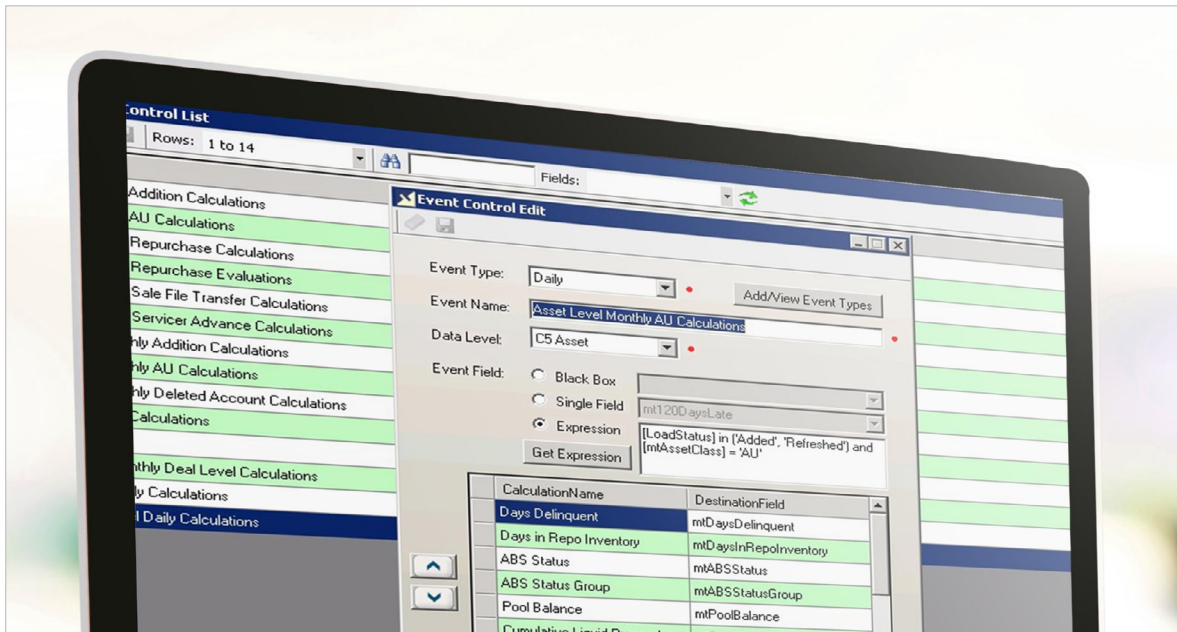 Control List
Rows: 1 to 14
Fields:
Addition Calculations
AU Calculations
Repurchase Calculations
Repurchase Evaluations
Sale File Transfer Calculations
Servicer Advance Calculations
hly Addition Calculations
hly AU Calculations
hly Deleted Account Calculations
Calculations
nthly Deal Level Calculations
ly Calculations
l Daily Calculations
Event Control Edit
Event Type: Daily
Add/View Event Types
Event Name: Asset Level Monthly AU Calculations
Data Level: C5 Asset
Event Field: Black Box
Single Field mt120DaysLate
Expression [LoadStatus] in ('Added', 'Refreshed') and
[mtAssetClass] = 'AU'
Get Expression
CalculationName DestinationField
Days Delinquent mtDaysDelinquent
Days in Repo Inventory mtDaysInRepoInventory
ABS Status mtABSStatus
ABS Status Group mtABSStatusGroup
Pool Balance mtPoolBalance